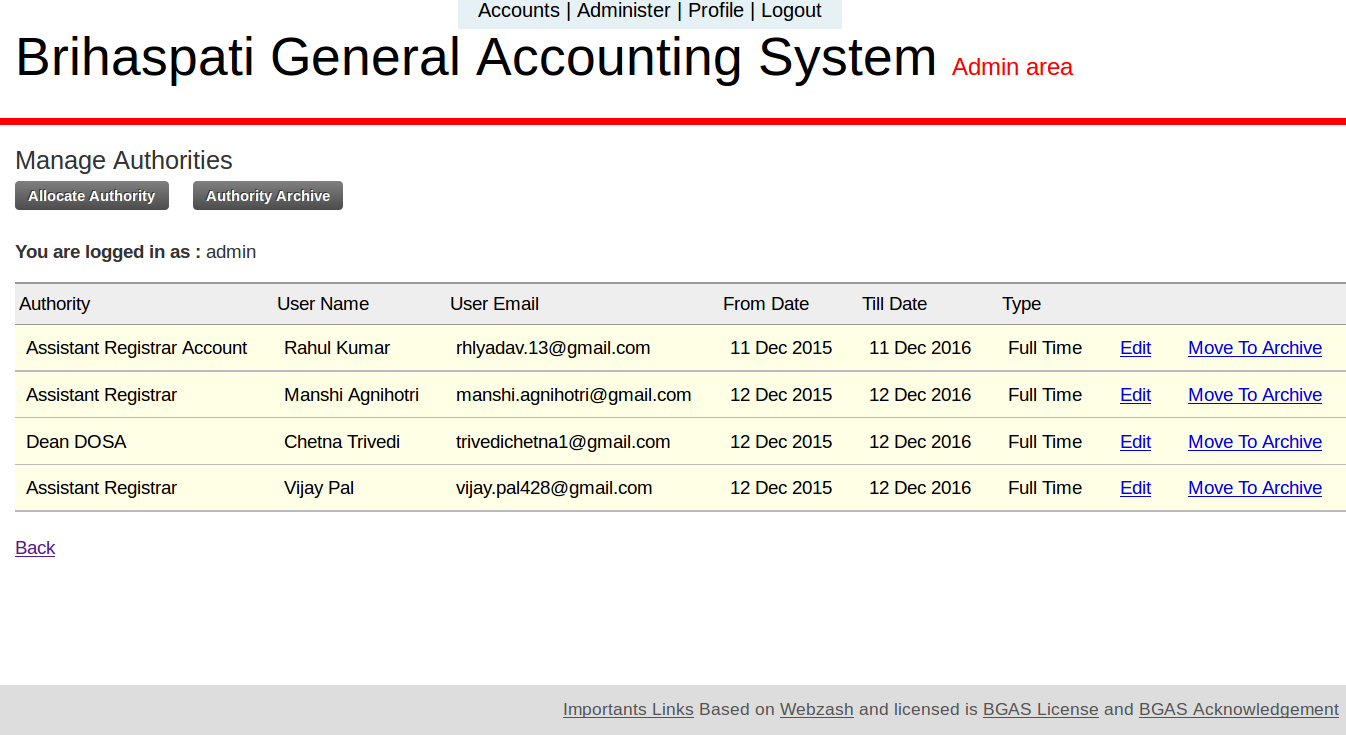 Accounts | Administer | Profile | Logout
Brihaspati General Accounting System Admin area
Manage Authorities
Allocate Authority Authority Archive
You are logged in as : admin
Authority User Name User Email From Date Till Date Type
Assistant Registrar Account Rahul Kumar rhlyadav.13@gmail.com 11 Dec 2015 11 Dec 2016 Full Time Edit Move To Archive
Assistant Registrar Manshi Agnihotri manshi.agnihotri@gmail.com 12 Dec 2015 12 Dec 2016 Full Time Edit Move To Archive
Dean DOSA Chetna Trivedi trivedichetna1@gmail.com 12 Dec 2015 12 Dec 2016 Full Time Edit Move To Archive
Assistant Registrar Vijay Pal vijay.pal428@gmail.com 12 Dec 2015 12 Dec 2016 Full Time Edit Move To Archive
Back
Importants Links Based on Webzash and licensed is BGAS License and BGAS Acknowledgement